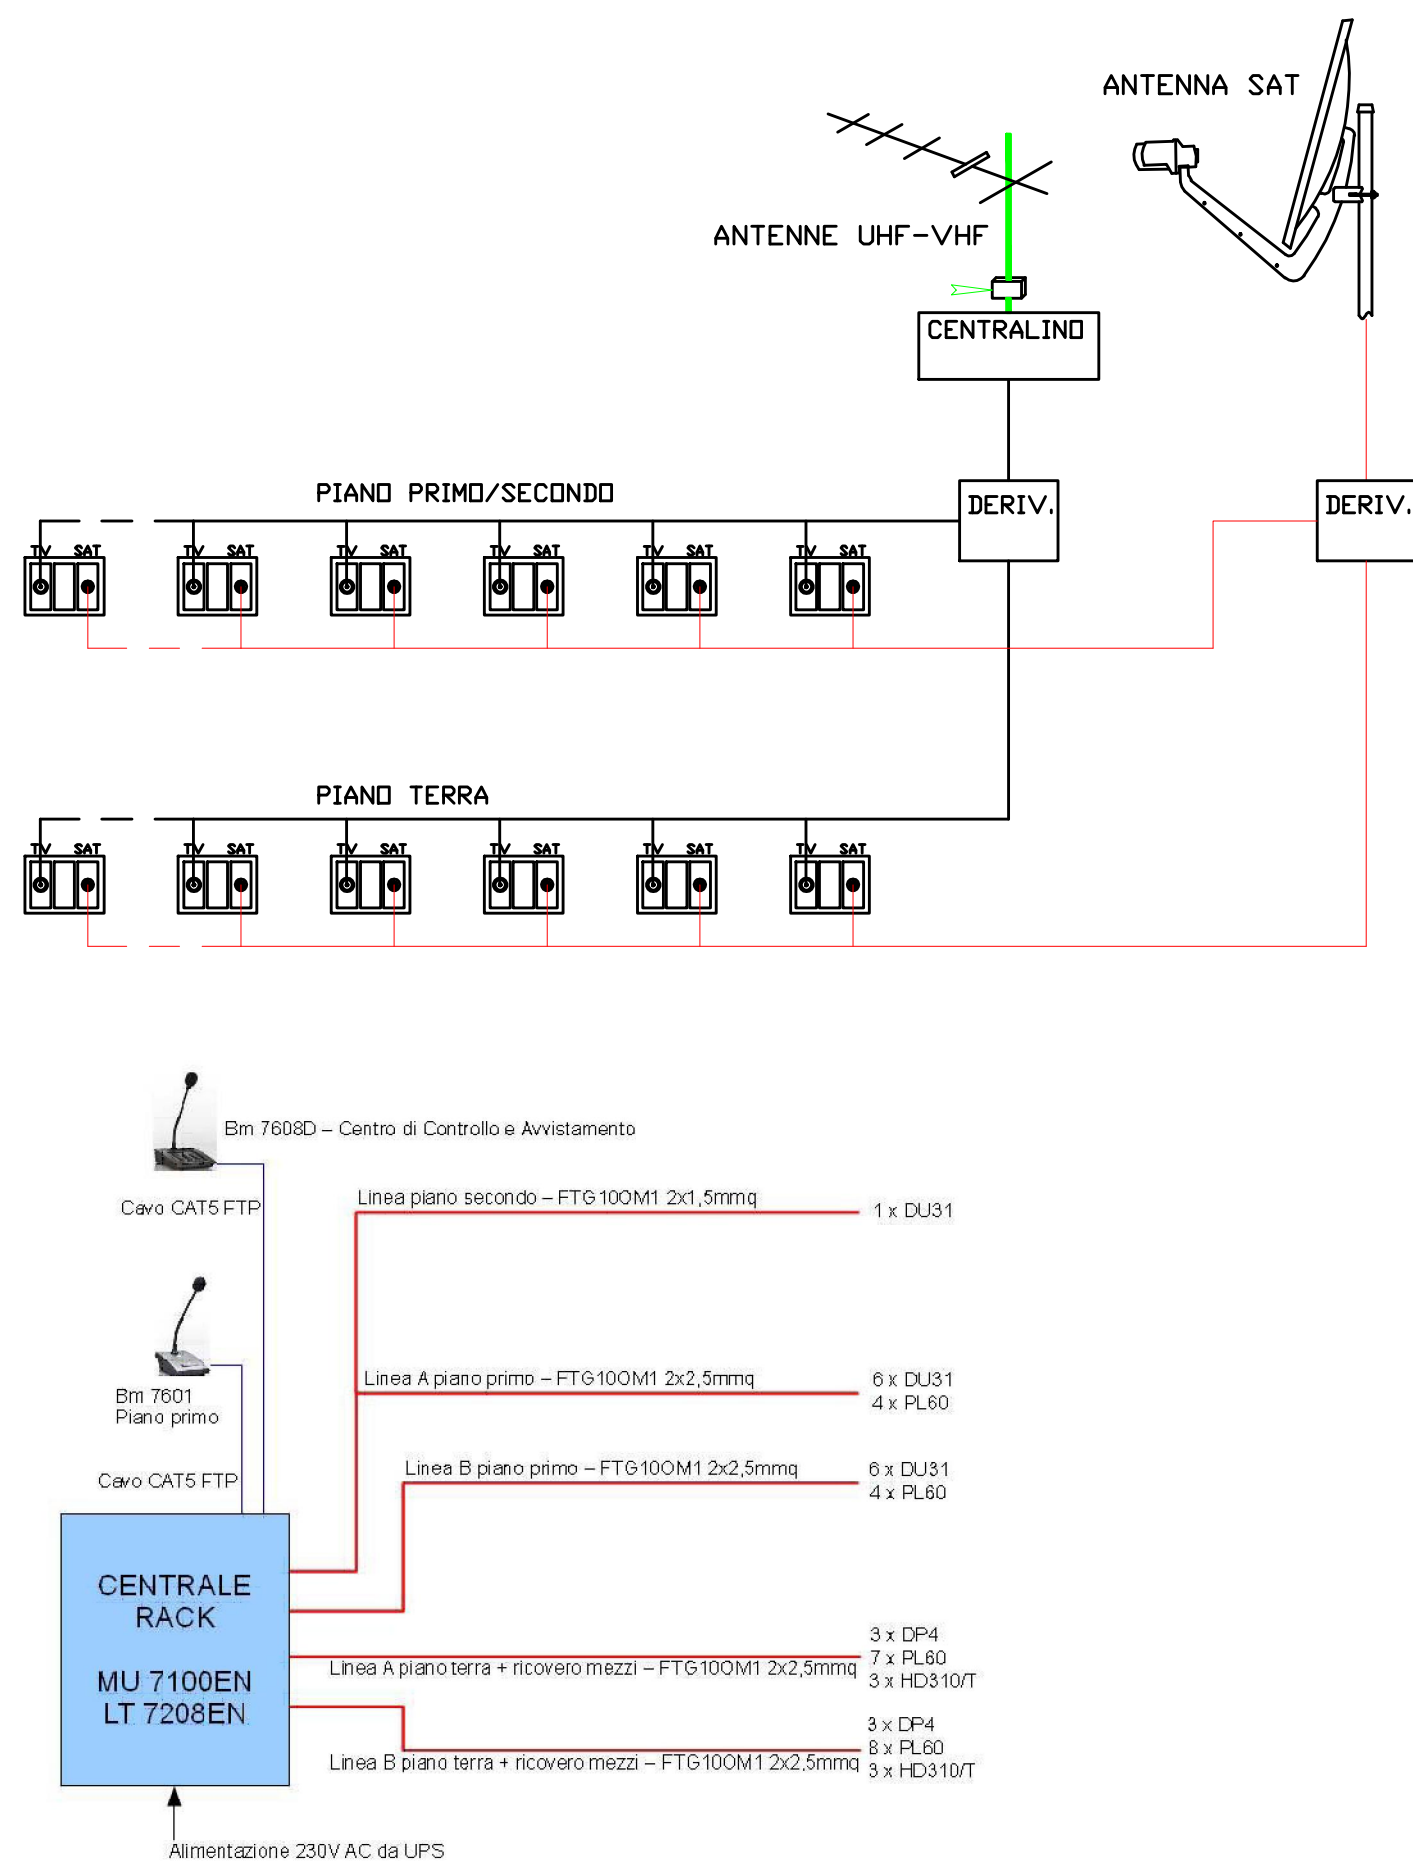 ANTENNA SAT
ANTENNE UHF-VHF
CENTRALINO
PIANO PRIMO/SECONDO
DERIV.
DERIV.
TV SAT
TV SAT
TV SAT
TV SAT
TV SAT
TV SAT
PIANO TERRA
TV SAT
TV SAT
TV SAT
TV SAT
TV SAT
TV SAT
Bm 7608D – Centro di Controllo e Avvistamento
Cavo CAT5 FTP
Linea piano secondo – FTG10OM1 2x1,5mmq
1 x DU31
Bm 7601
Piano primo
Linea A piano primo – FTG10OM1 2x2,5mmq
6 x DU31
4 x PL60
Cavo CAT5 FTP
Linea B piano primo – FTG10OM1 2x2,5mmq
6 x DU31
4 x PL60
CENTRALE
RACK
MU 7100EN
LT 7208EN
3 x DP4
7 x PL60
3 x HD310/T
Linea A piano terra + ricovero mezzi – FTG10OM1 2x2,5mmq
3 x DP4
8 x PL60
3 x HD310/T
Linea B piano terra + ricovero mezzi – FTG10OM1 2x2,5mmq
Alimentazione 230V AC da UPS